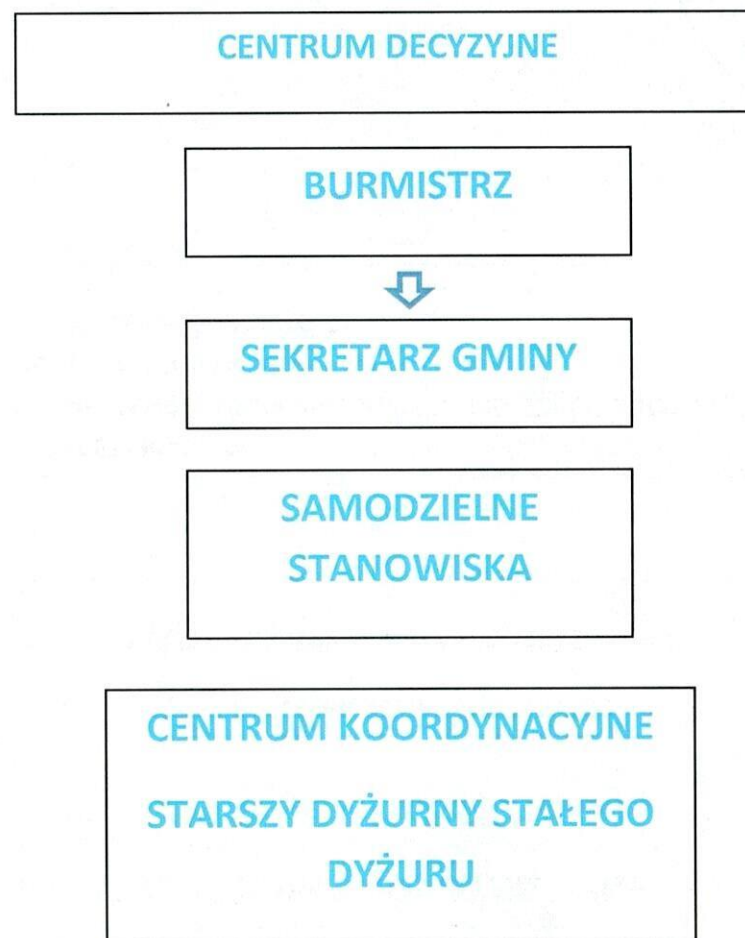 CENTRUM DECYZYJNE
BURMISTRZ
SEKRETARZ GMINY
SAMODZIELNE
STANOWISKA
CENTRUM KOORDYNACYJNE
STARSZY DYŻURNY STAŁEGO
DYŻURU